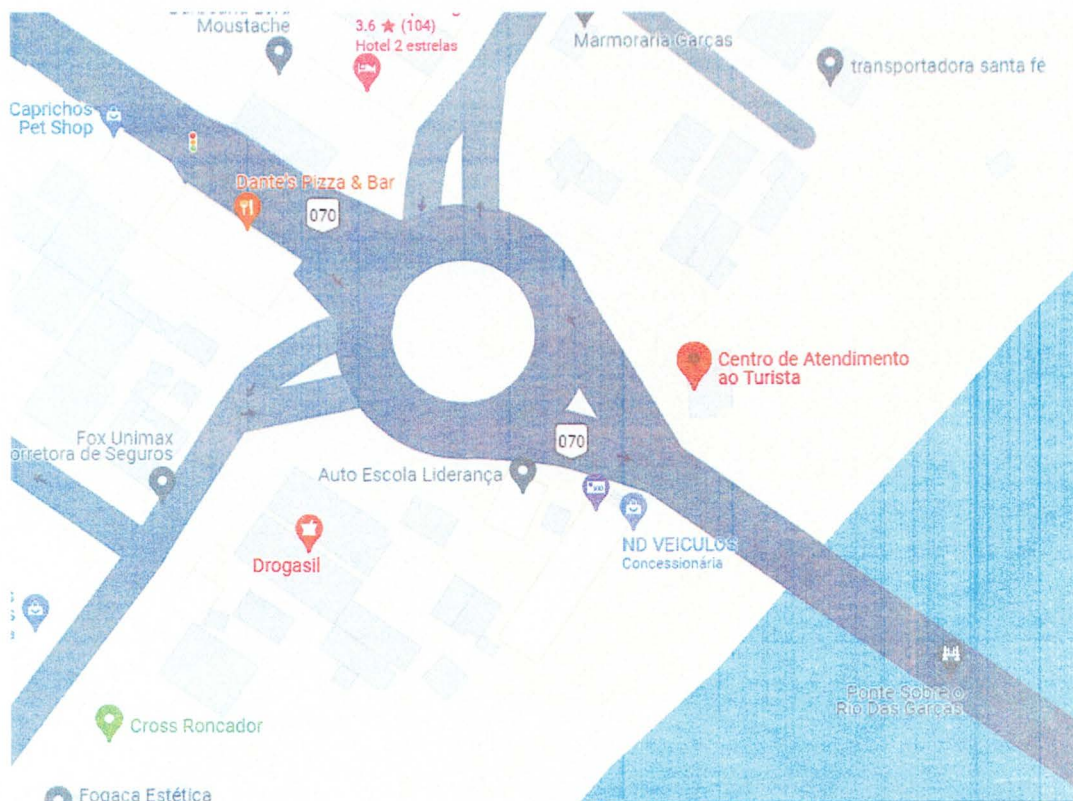 Moustache
3.6 ★ (104)
Hotel 2 estrelas
Marmoraria Garças
transportadora santa fe
Caprichos
Pet Shop
Dante's Pizza & Bar
070
Centro de Atendimento
ao Turista
Fox Unimax
orretora de Seguros
070
Auto Escola Liderança
ND VEICULOS
Concessionária
Drogasil
Ponte Sobre o
Rio Das Garças
Cross Roncador
Fogaça Estética